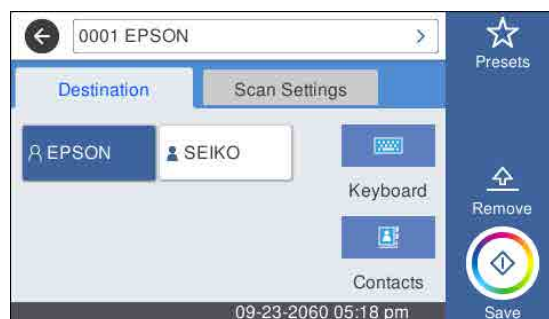 0001 EPSON
Presets
Destination
Scan Settings
EPSON
SEIKO
Keyboard
Remove
Contacts
09-23-2060 05:18 pm
Save